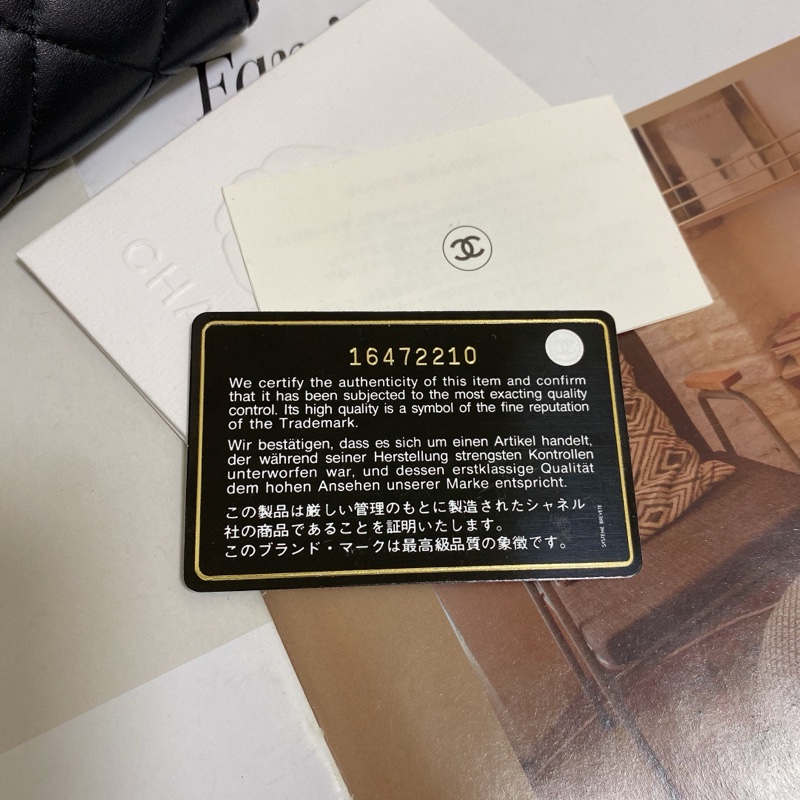 CHA
16472210
We certify the authenticity of this item and confirm
that it has been subjected to the most exacting quality
control. Its high quality is a symbol of the fine reputation
of the Trademark.
Wir bestätigen, dass es sich um einen Artikel handelt,
der während seiner Herstellung strengsten Kontrollen
unterworfen war, und dessen erstklassige Qualität
dem hohen Ansehen unserer Marke entspricht.
この製品は厳しい管理のもとに製造されたシャネル
社の商品であることを証明いたします。
このブランド・マークは最高級品質の象徴です。
SYSTEME BREVETE